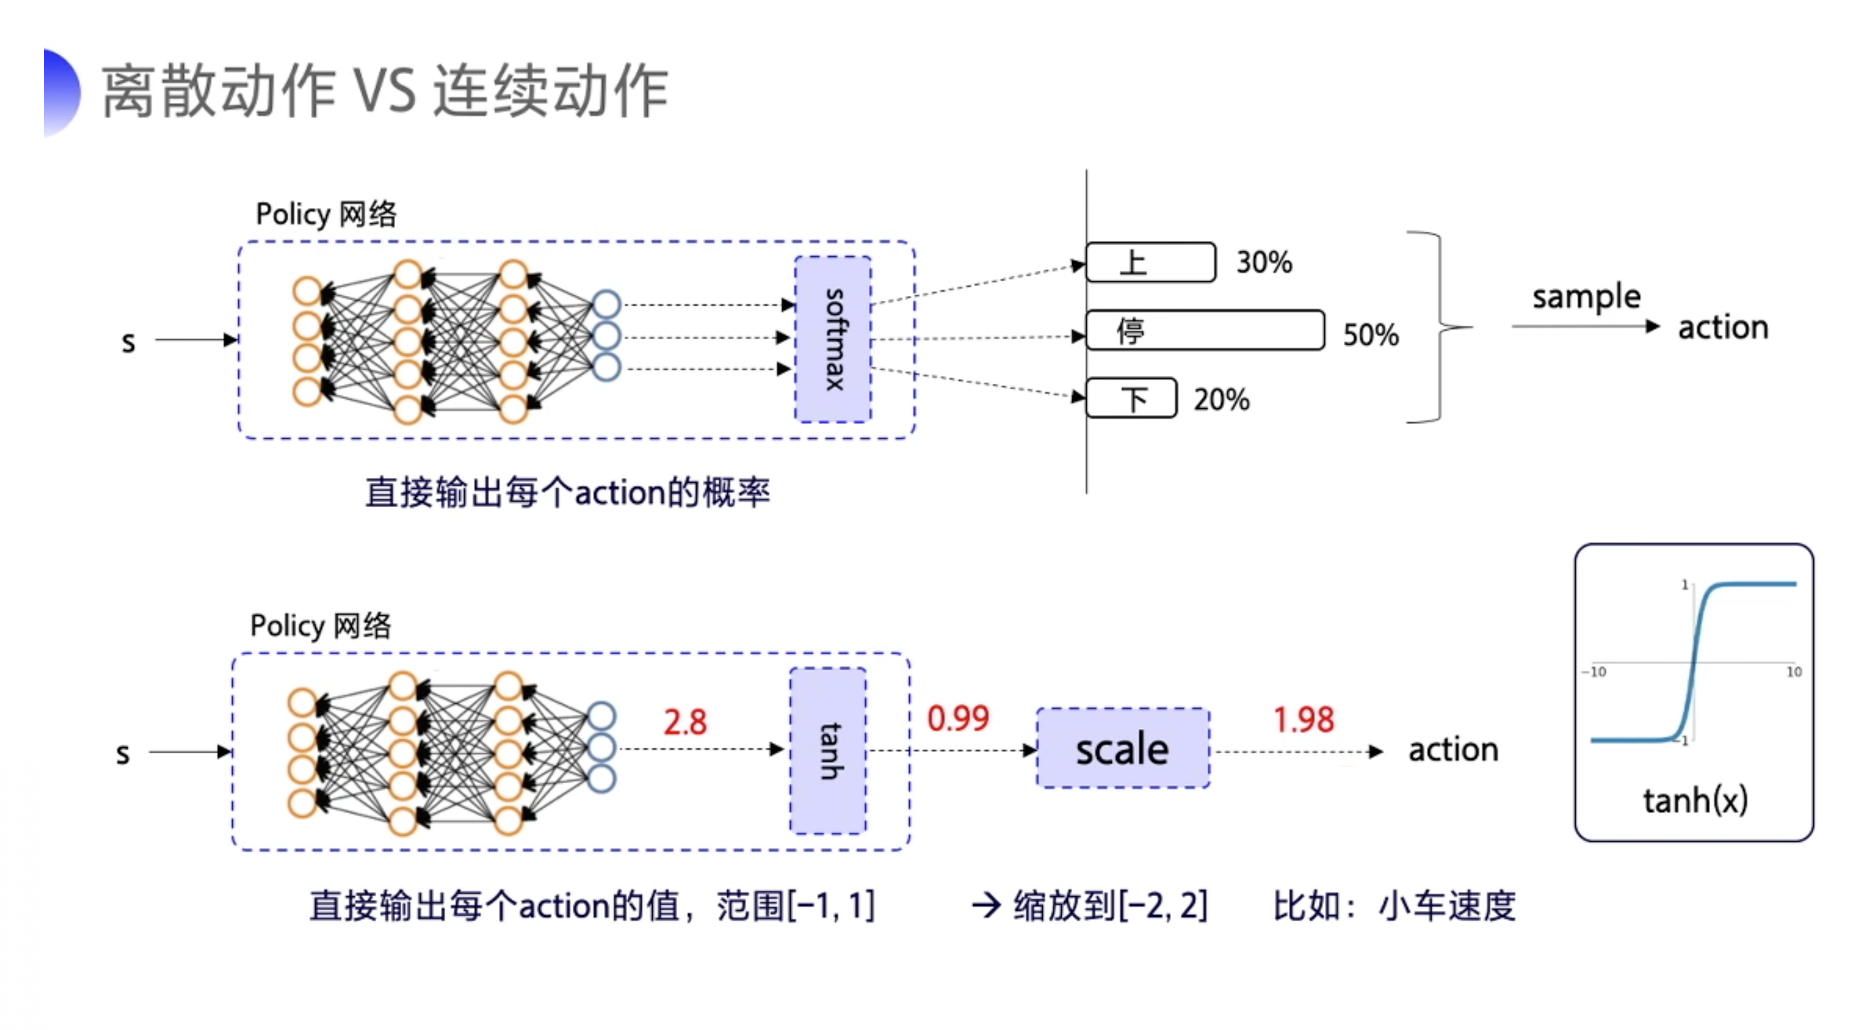 离散动作 VS 连续动作
Policy 网络
s
softmax
上
30%
停
50%
下
20%
sample
action
直接输出每个action的概率
Policy 网络
s
2.8
tanh
0.99
scale
1.98
action
1
-10
10
-1
tanh(x)
直接输出每个action的值，范围[-1, 1]
→ 缩放到[-2, 2]
比如：小车速度